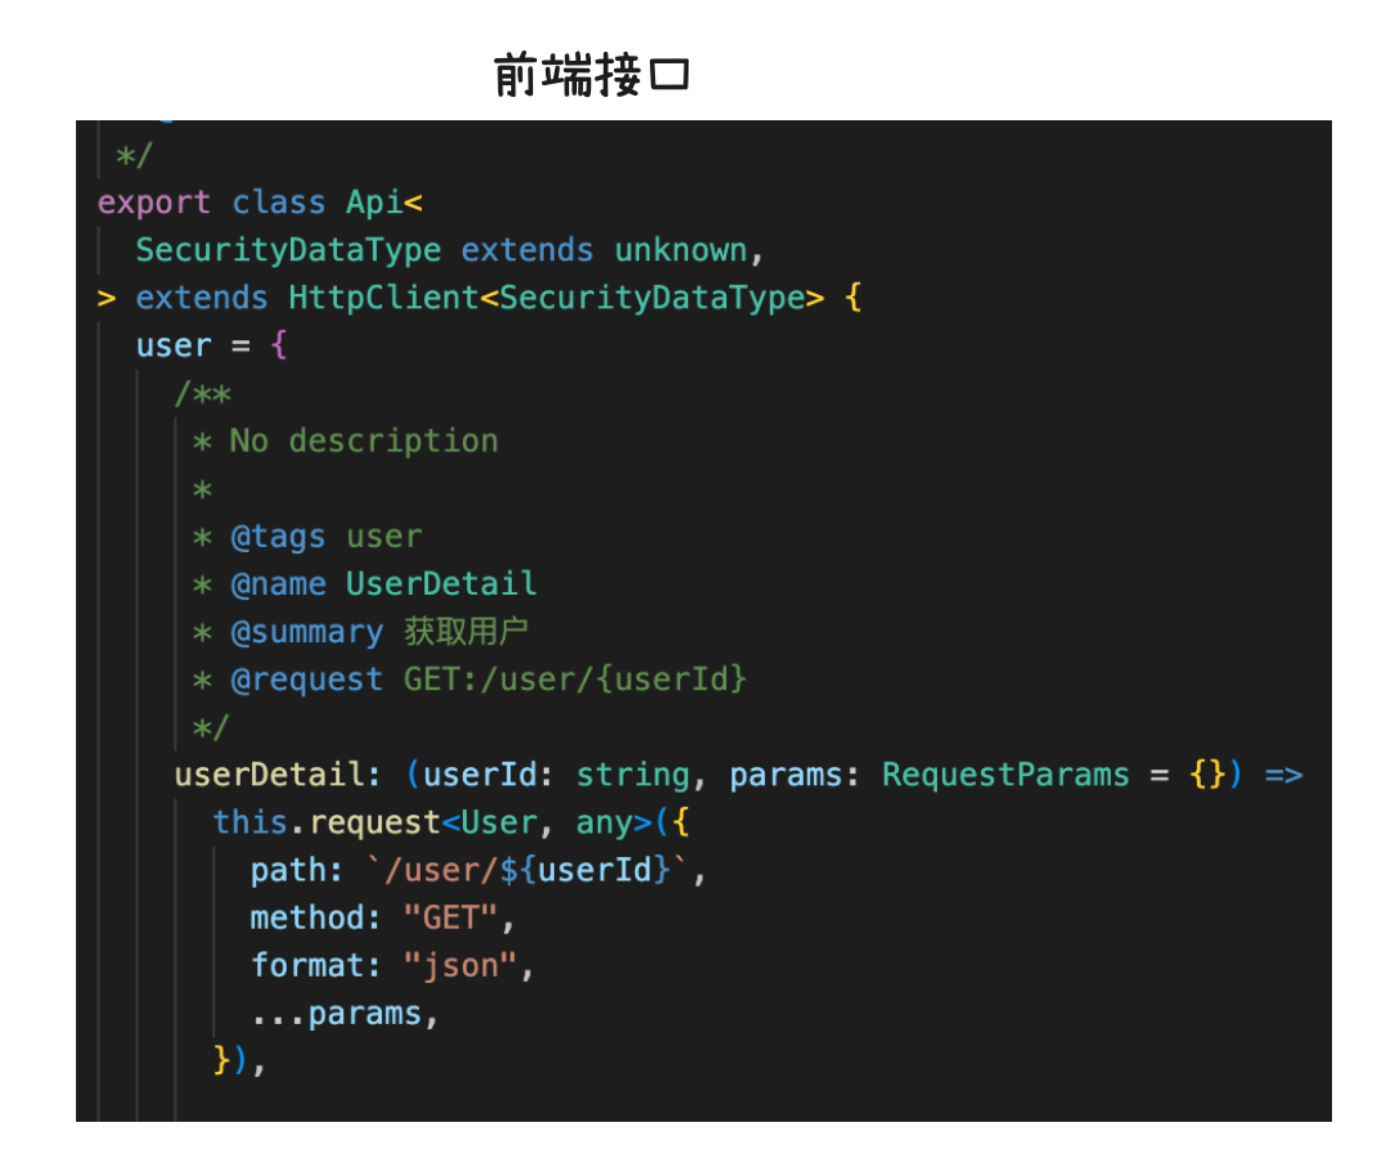 前端接口
*/
export class Api<
SecurityDataType extends unknown,
> extends HttpClient<SecurityDataType> {
user = {
/**
* No description
*
* @tags user
* @name UserDetail
* @summary 获取用户
* @request GET:/user/{userId}
*/
userDetail: (userId: string, params: RequestParams = {}) =>
this.request<User, any>({
path: `/user/${userId}`,
method: "GET",
format: "json",
...params,
}),